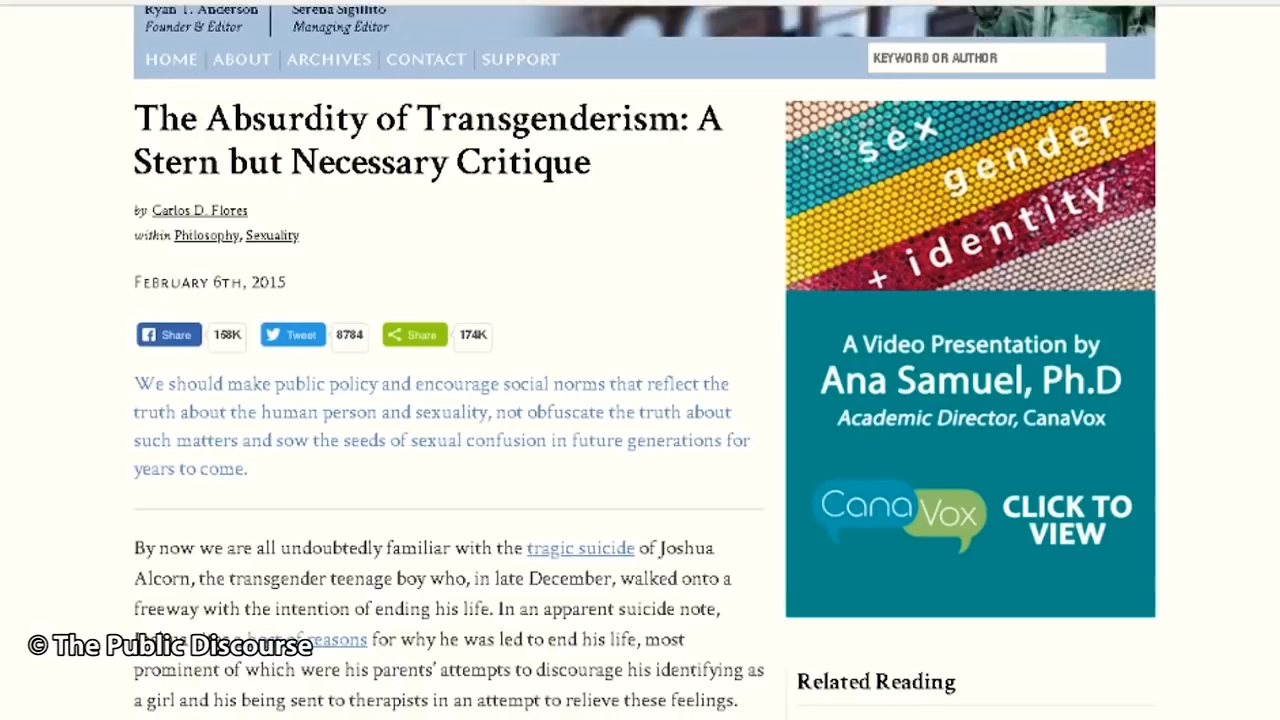 Ryan T. Anderson
Founder & Editor
Serena Sigillito
Managing Editor
HOME ABOUT ARCHIVES CONTACT SUPPORT
KEYWORD OR AUTHOR
The Absurdity of Transgenderism: A
Stern but Necessary Critique
by Carlos D. Flores
within Philosophy, Sexuality
FEBRUARY 6TH, 2015
Share 158K Tweet 8784 Share 174K
We should make public policy and encourage social norms that reflect the
truth about the human person and sexuality, not obfuscate the truth about
such matters and sow the seeds of sexual confusion in future generations for
years to come.
By now we are all undoubtedly familiar with the tragic suicide of Joshua
Alcorn, the transgender teenage boy who, in late December, walked onto a
freeway with the intention of ending his life. In an apparent suicide note,
reasons for why he was led to end his life, most
prominent of which were his parents' attempts to discourage his identifying as
a girl and his being sent to therapists in an attempt to relieve these feelings.
© The Public Discourse
sex
gender
+ identity
A Video Presentation by
Ana Samuel, Ph.D
Academic Director, CanaVox
CanaVox
CLICK TO
VIEW
Related Reading